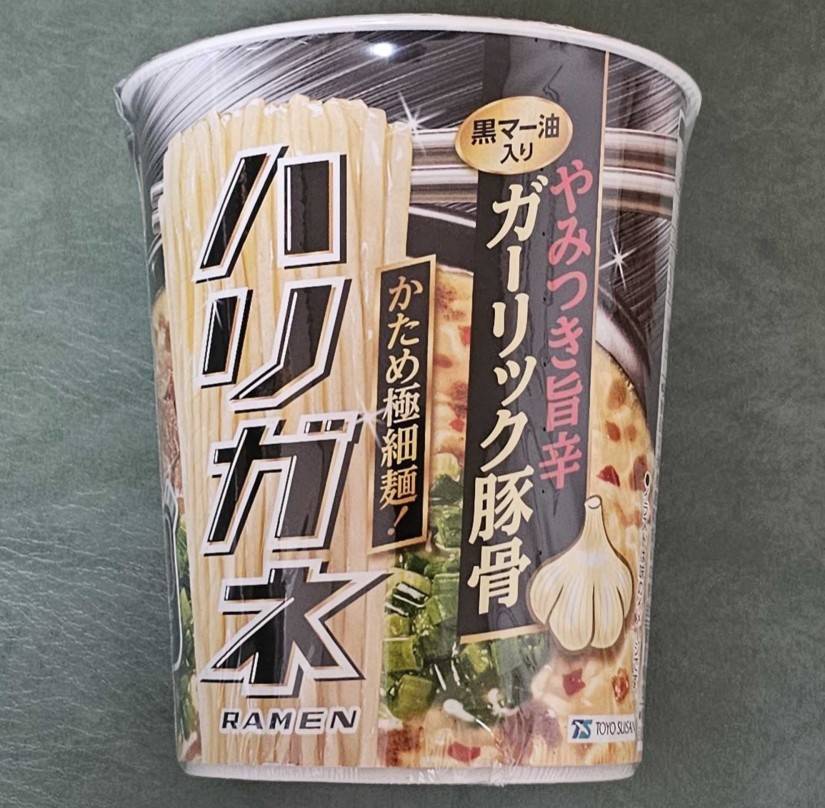 黒マー油
入り
やみつき旨辛
ガーリック豚骨
かため極細麺!
ハリガネ
RAMEN
TOYO SUISAN